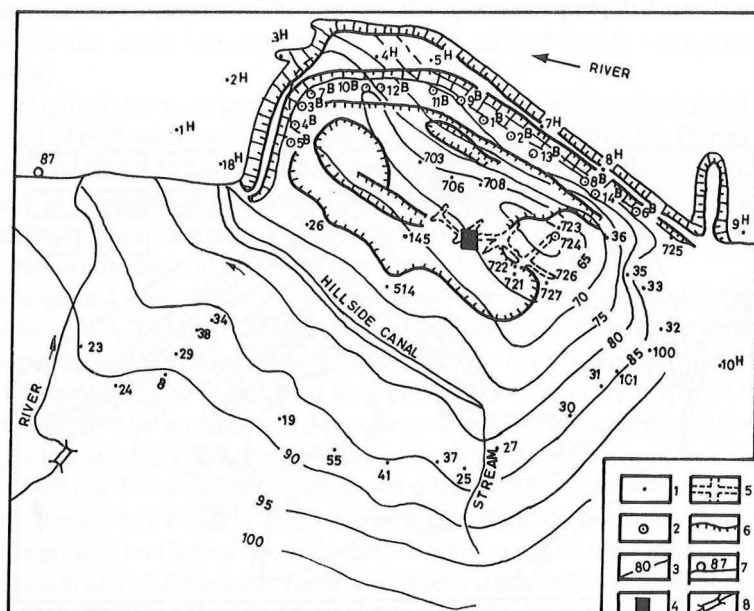 3H
4H
5H
RIVER
2H
7B 10B 12B
11B 9B
3B
1B
7H
1H
4B
2B
87
18H
5B
703
13B
8H
706
708
8B
14B
6B
9H
26
145
723
724
36
725
65
722
726
514
721
727
70
35
33
HILLSIDE CANAL
75
34
80
32
38
23
85
100
29
10H
8
31
101
24
RIVER
30
19
90
27
55
37
41
25
STREAM
95
100
1
5
2
6
80
3
87
7
4
8